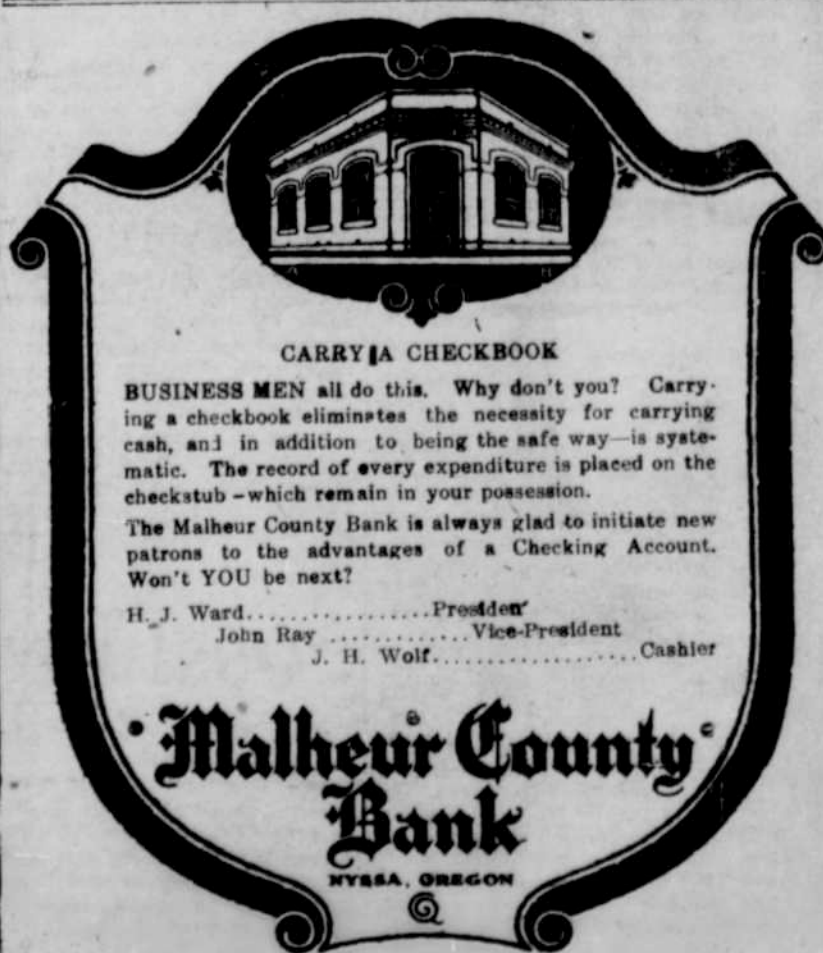 CARRY A CHECKBOOK
BUSINESS MEN all do this. Why don't you? Carry-
ing a checkbook eliminates the necessity for carrying
cash, and in addition to being the safe way—is syste-
matic. The record of every expenditure is placed on the
checkstub—which remain in your possession.
The Malheur County Bank is always glad to initiate new
patrons to the advantages of a Checking Account.
Won't YOU be next?
H. J. Ward.................President
John Ray .............Vice-President
J. H. Wolf...................Cashier
Malheur County
Bank
NYSSA, OREGON